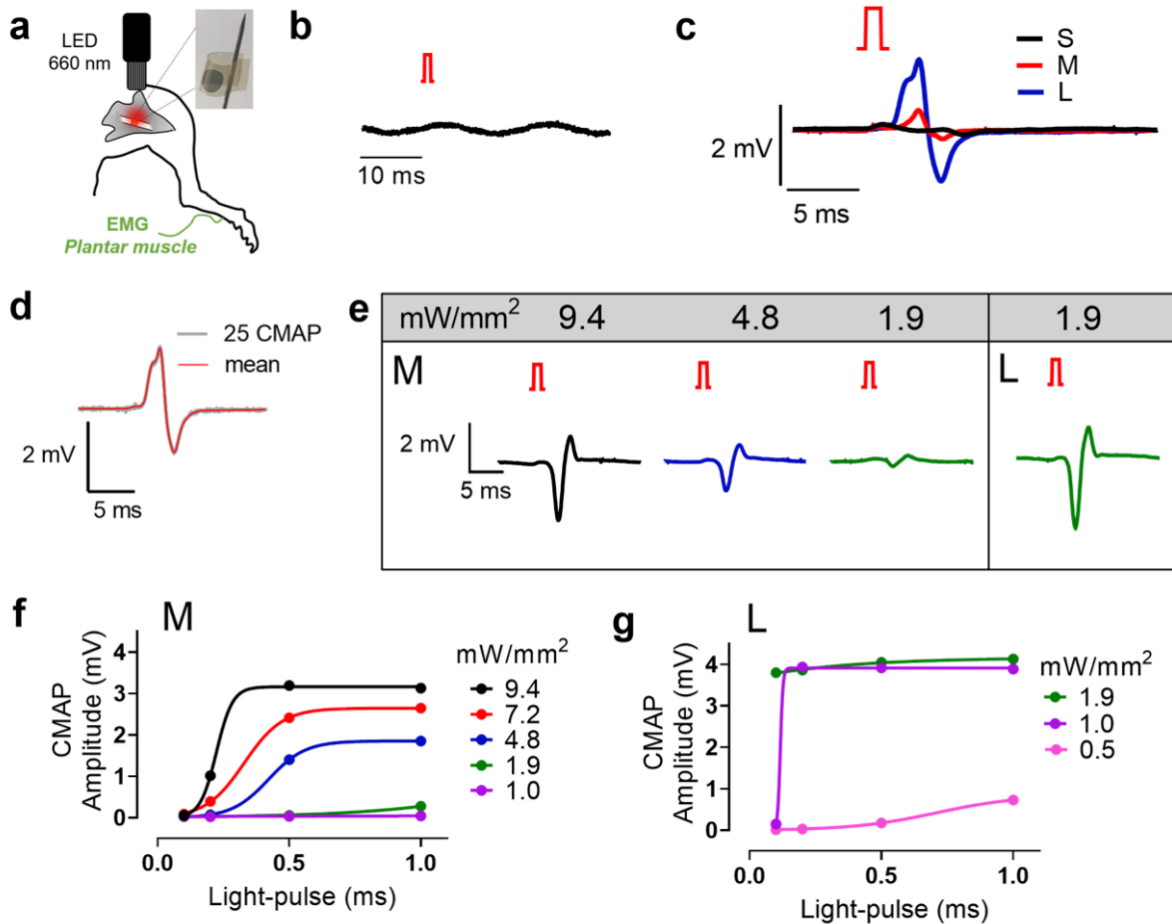 a
LED
660 nm
EMG
Plantar muscle
b
10 ms
c
S
M
L
2 mV
5 ms
d
25 CMAP
mean
2 mV
5 ms
e
mW/mm² 9.4 4.8 1.9 1.9
M
L
2 mV
5 ms
f
M
CMAP
Amplitude (mV)
4
3
2
1
0
0.0 0.5 1.0
Light-pulse (ms)
mW/mm²
9.4
7.2
4.8
1.9
1.0
g
L
CMAP
Amplitude (mV)
4
3
2
1
0
0.0 0.5 1.0
Light-pulse (ms)
mW/mm²
1.9
1.0
0.5